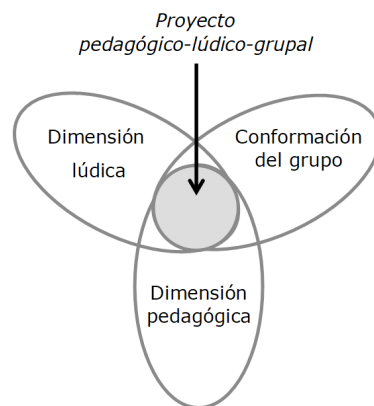 Proyecto
pedagógico-lúdico-grupal
Dimensión
lúdica
Conformación
del grupo
Dimensión
pedagógica